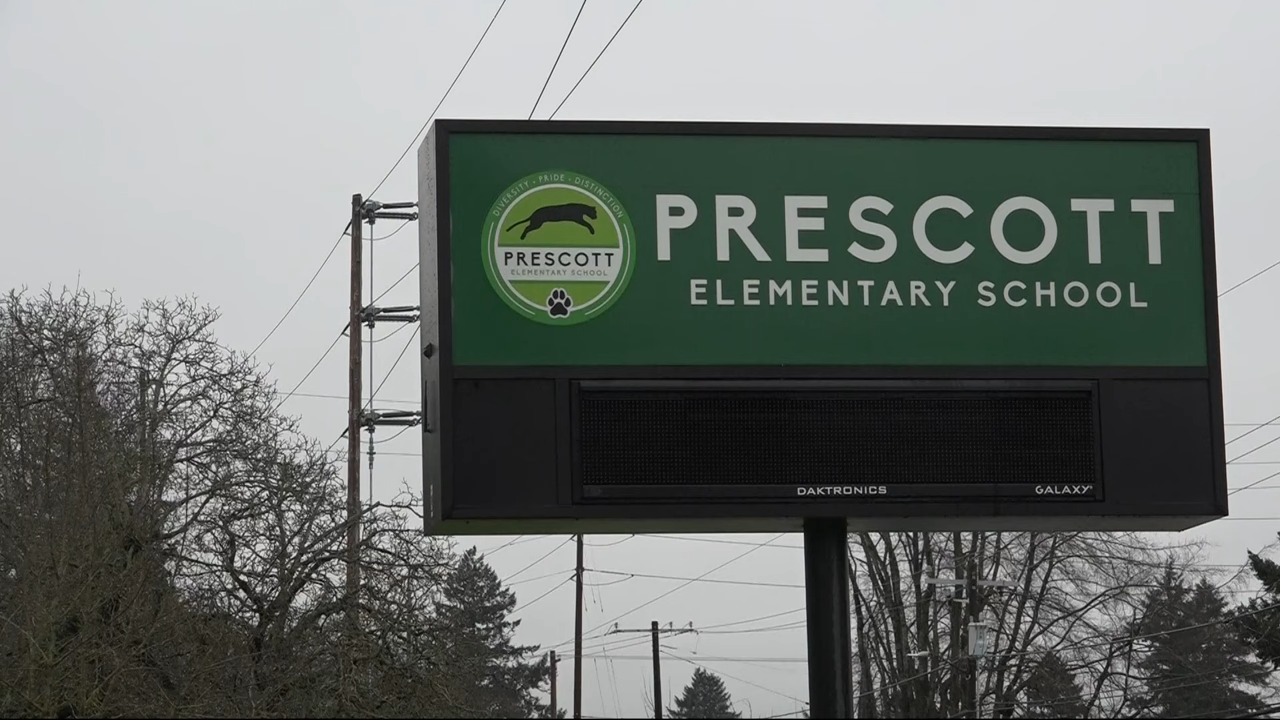 DIVERSITY · PRIDE · DISTINCTION
PRESCOTT
ELEMENTARY SCHOOL
PRESCOTT
ELEMENTARY SCHOOL
DAKTRONICS
GALAXY